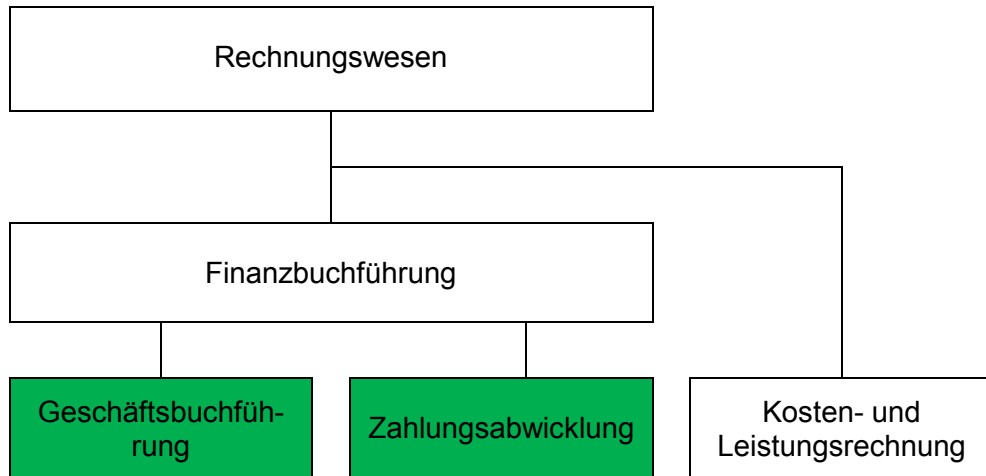 Rechnungswesen
Finanzbuchführung
Geschäftsbuchfüh-
rung
Zahlungsabwicklung
Kosten- und
Leistungsrechnung